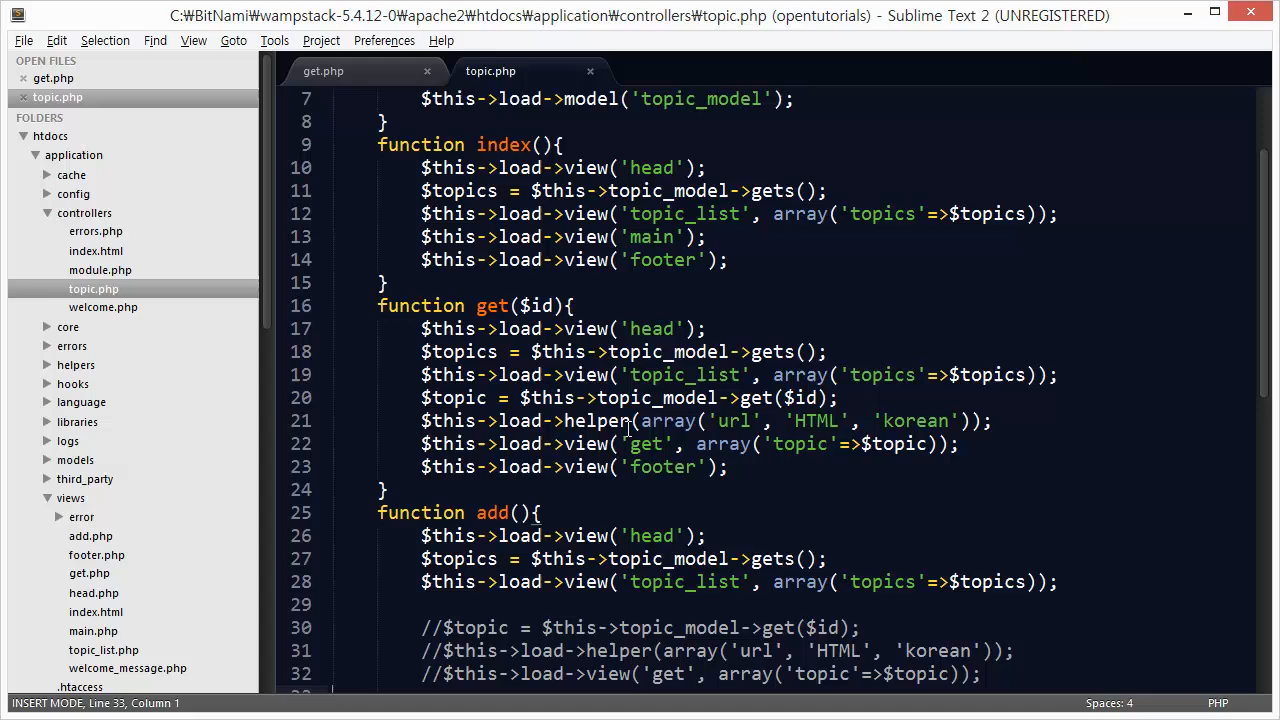 C:₩BitNami₩wampstack-5.4.12-0₩apache2₩htdocs₩application₩controllers₩topic.php (opentutorials) - Sublime Text 2 (UNREGISTERED)
File Edit Selection Find View Goto Tools Project Preferences Help
OPEN FILES
get.php
topic.php
FOLDERS
htdocs
application
cache
config
controllers
errors.php
index.html
module.php
topic.php
welcome.php
core
errors
helpers
hooks
language
libraries
logs
models
third_party
views
error
add.php
footer.php
get.php
head.php
index.html
main.php
topic_list.php
welcome_message.php
.htaccess
get.php topic.php
7 $this->load->model('topic_model');
8 }
9 function index(){
10 $this->load->view('head');
11 $topics = $this->topic_model->gets();
12 $this->load->view('topic_list', array('topics'=>$topics));
13 $this->load->view('main');
14 $this->load->view('footer');
15 }
16 function get($id){
17 $this->load->view('head');
18 $topics = $this->topic_model->gets();
19 $this->load->view('topic_list', array('topics'=>$topics));
20 $topic = $this->topic_model->get($id);
21 $this->load->helper(array('url', 'HTML', 'korean'));
22 $this->load->view('get', array('topic'=>$topic));
23 $this->load->view('footer');
24 }
25 function add(){
26 $this->load->view('head');
27 $topics = $this->topic_model->gets();
28 $this->load->view('topic_list', array('topics'=>$topics));
29
30 //$topic = $this->topic_model->get($id);
31 //$this->load->helper(array('url', 'HTML', 'korean'));
32 //$this->load->view('get', array('topic'=>$topic));
33
INSERT MODE, Line 33, Column 1 Spaces: 4 PHP